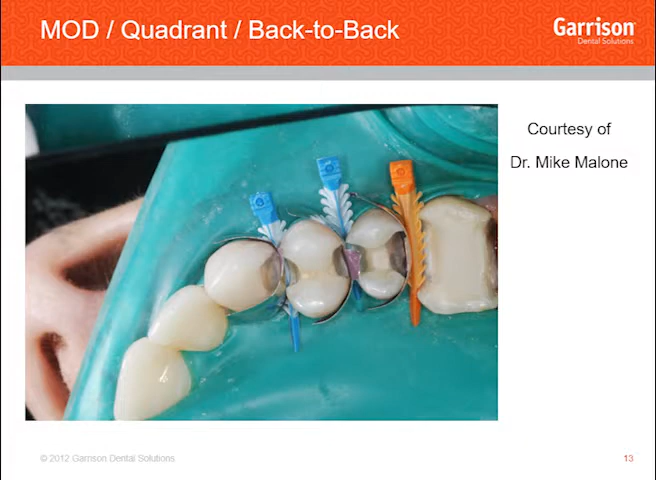 MOD / Quadrant / Back-to-Back
Garrison
Dental Solutions
Courtesy of
Dr. Mike Malone
© 2012 Garrison Dental Solutions
13